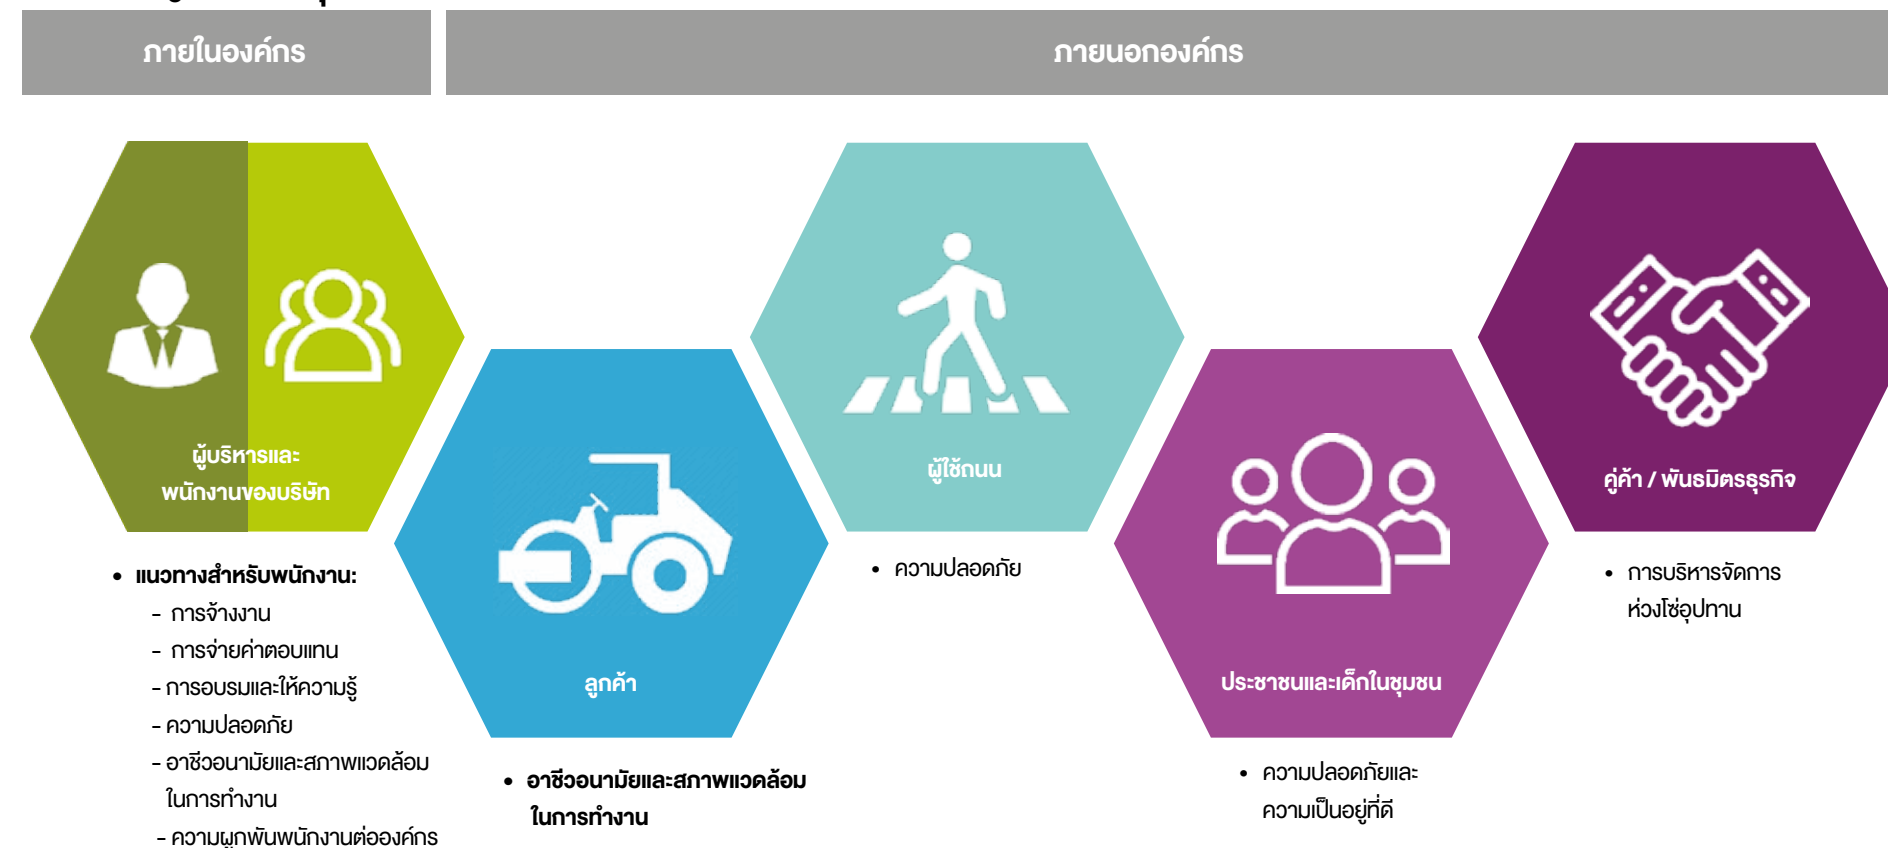 ภายในองค์กร
ภายนอกองค์กร
ผู้บริหารและ
พนักงานของบริษัท
• แนวทางสำหรับพนักงาน:
- การจ้างงาน
- การจ่ายค่าตอบแทน
- การอบรมและให้ความรู้
- ความปลอดภัย
- อาชีวอนามัยและสภาพแวดล้อม
ในการทำงาน
- ความผูกพันพนักงานต่อองค์กร
ลูกค้า
• อาชีวอนามัยและสภาพแวดล้อม
ในการทำงาน
ผู้ใช้ถนน
• ความปลอดภัย
ประชาชนและเด็กในชุมชน
• ความปลอดภัยและ
ความเป็นอยู่ที่ดี
คู่ค้า / พันธมิตรธุรกิจ
• การบริหารจัดการ
ห่วงโซ่อุปทาน